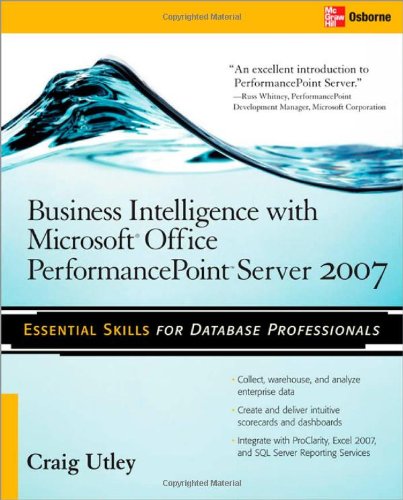 Copyrighted Material
Mc
Graw
Hill
Osborne
"An excellent introduction to
PerformancePoint Server."
—Russ Whitney, PerformancePoint
Development Manager, Microsoft Corporation
Business Intelligence with
Microsoft® Office
PerformancePoint™ Server 2007
ESSENTIAL SKILLS FOR DATABASE PROFESSIONALS
• Collect, warehouse, and analyze
enterprise data
• Create and deliver intuitive
scorecards and dashboards
• Integrate with ProClarity, Excel 2007,
and SQL Server Reporting Services
Craig Utley
Copyrighted Material